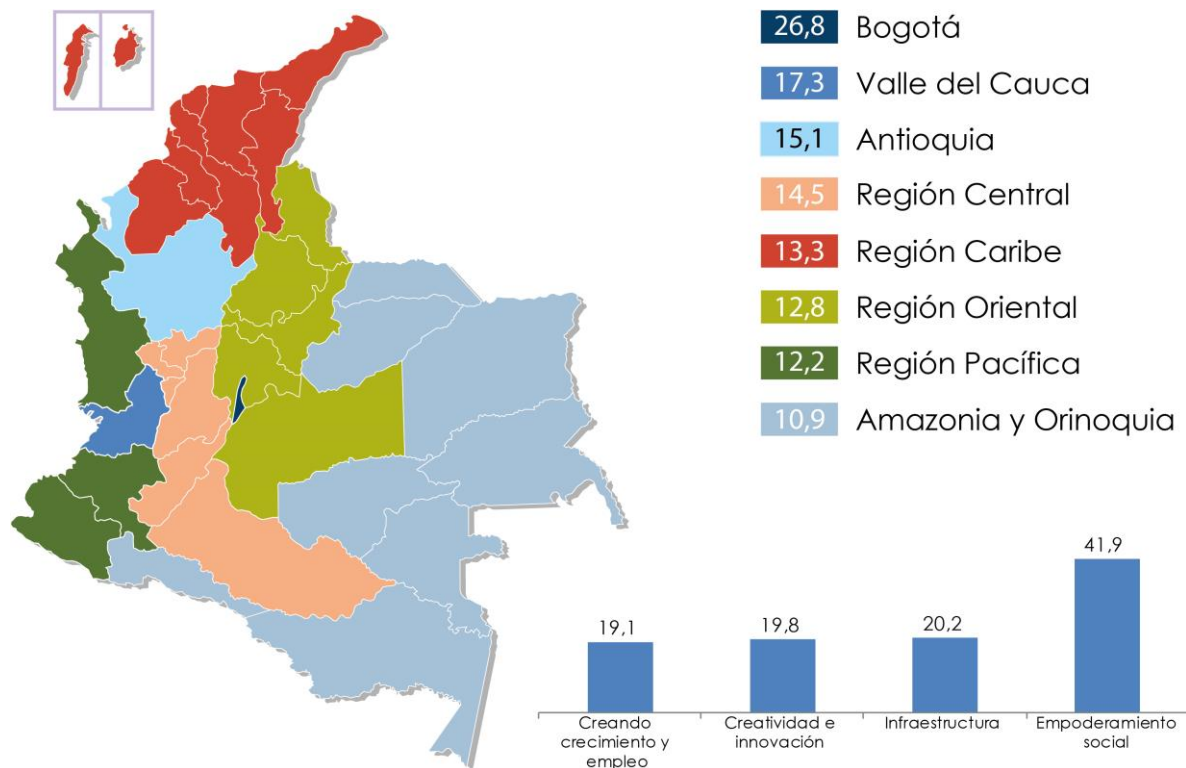 26,8 Bogotá
17,3 Valle del Cauca
15,1 Antioquia
14,5 Región Central
13,3 Región Caribe
12,8 Región Oriental
12,2 Región Pacífica
10,9 Amazonia y Orinoquia
41,9
19,1
19,8
20,2
Creando
crecimiento y
empleo
Creatividad e
innovación
Infraestructura
Empoderamiento
social